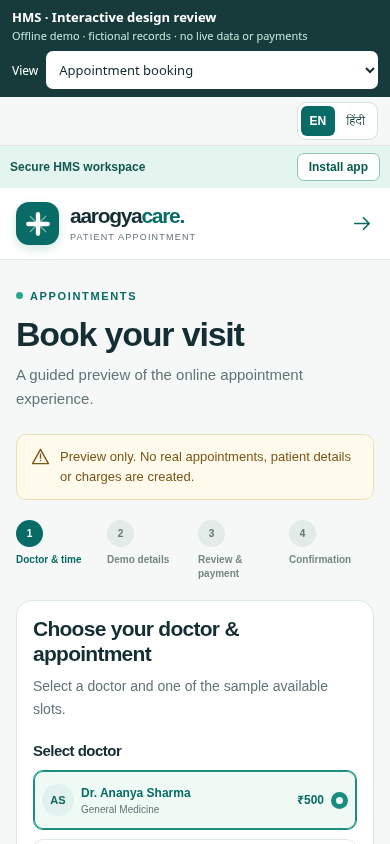 HMS · Interactive design review
Offline demo · fictional records · no live data or payments
View Appointment booking
EN हिंदी
Secure HMS workspace Install app
aarogyacare.
PATIENT APPOINTMENT
APPOINTMENTS
Book your visit
A guided preview of the online appointment
experience.
Preview only. No real appointments, patient details
or charges are created.
1 2 3 4
Doctor & time Demo details Review & Confirmation
payment
Choose your doctor &
appointment
Select a doctor and one of the sample available
slots.
Select doctor
AS Dr. Ananya Sharma ₹500
General Medicine